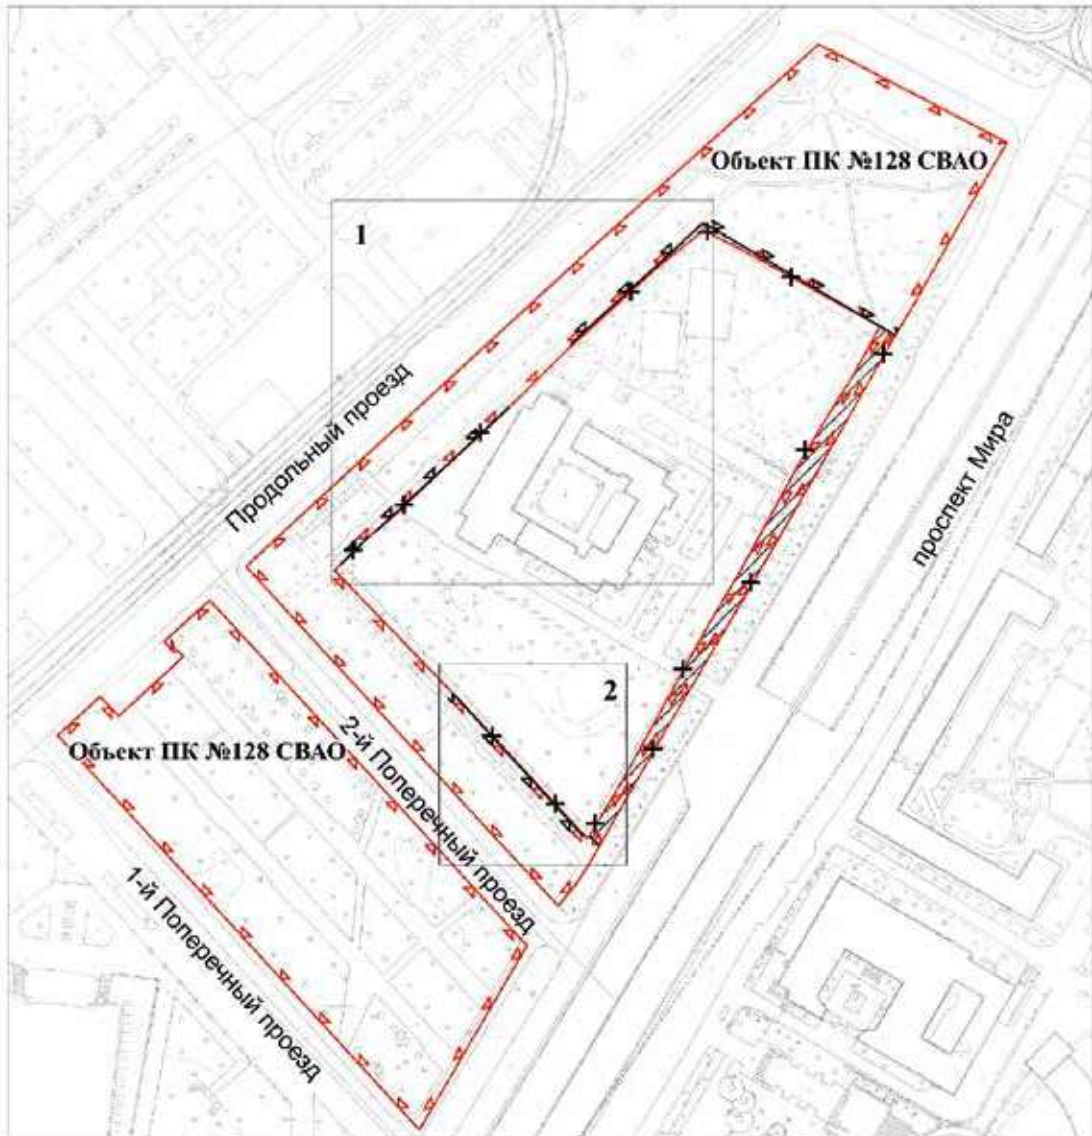 Объект ПК №128 СВАО
1
Продольный проезд
проспект Мира
2
2-й Поперечный проезд
Объект ПК №128 СВАО
1-й Поперечный проезд